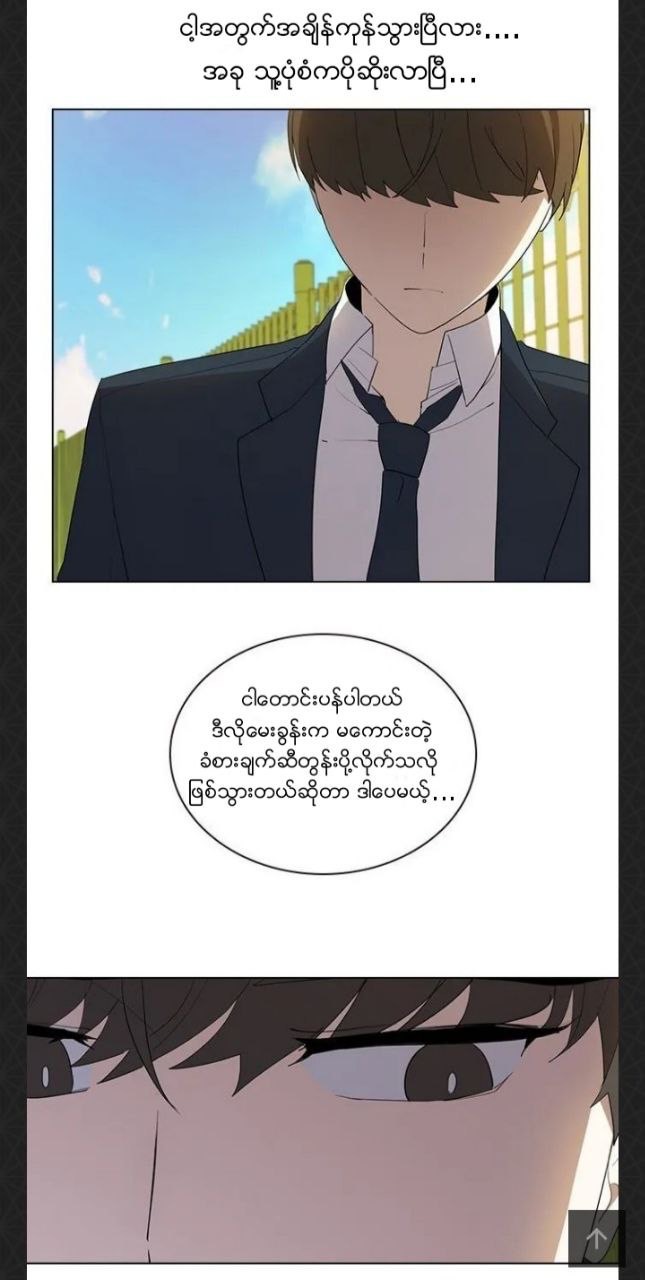 ငါ့အတွက်အချိန်ကုန်သွားပြီလား....
အခု သူ့ပုံစံကပိုဆိုးလာပြီ...
ငါတောင်းပန်ပါတယ်
ဒီလိုမေးခွန်းက မကောင်းတဲ့
ခံစားချက်ဆီတွန်းပို့လိုက်သလို
ဖြစ်သွားတယ်ဆိုတာ ဒါပေမယ့်...